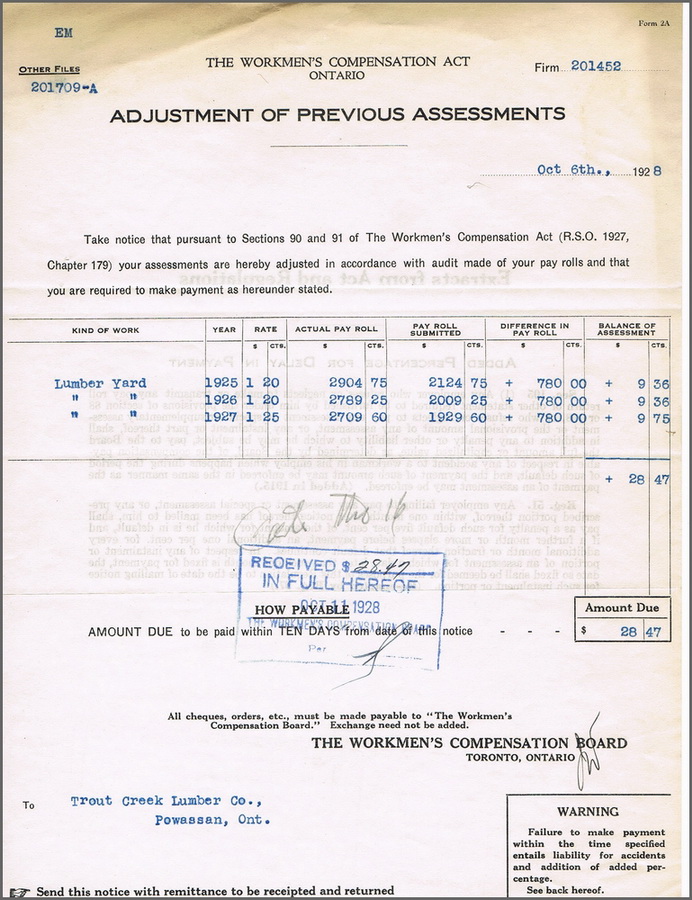 Form 2A
EM
OTHER FILES
201709-A
THE WORKMEN'S COMPENSATION ACT
ONTARIO
Firm 201452
ADJUSTMENT OF PREVIOUS ASSESSMENTS
Oct 6th., 1928
Take notice that pursuant to Sections 90 and 91 of The Workmen's Compensation Act (R.S.O. 1927,
Chapter 179) your assessments are hereby adjusted in accordance with audit made of your pay rolls and that
you are required to make payment as hereunder stated.
KIND OF WORK YEAR RATE ACTUAL PAY ROLL PAY ROLL SUBMITTED DIFFERENCE IN PAY ROLL BALANCE OF ASSESSMENT
$ CTS. $ CTS. $ CTS. $ CTS. $ CTS.
Lumber Yard 1925 1 20 2904 75 2124 75 + 780 00 + 9 36
" " 1926 1 20 2789 25 2009 25 + 780 00 + 9 36
" " 1927 1 25 2709 60 1929 60 + 780 00 + 9 75
+ 28 47
RECEIVED $ 28.47
IN FULL HEREOF
OCT 11 1928
THE WORKMEN'S COMPENSATION BOARD
Per
HOW PAYABLE
AMOUNT DUE to be paid within TEN DAYS from date of this notice - - -
Amount Due
$ 28 47
All cheques, orders, etc., must be made payable to "The Workmen's
Compensation Board." Exchange need not be added.
THE WORKMEN'S COMPENSATION BOARD
TORONTO, ONTARIO
To Trout Creek Lumber Co.,
Powassan, Ont.
WARNING
Failure to make payment
within the time specified
entails liability for accidents
and addition of added per-
centage.
See back hereof.
Send this notice with remittance to be receipted and returned